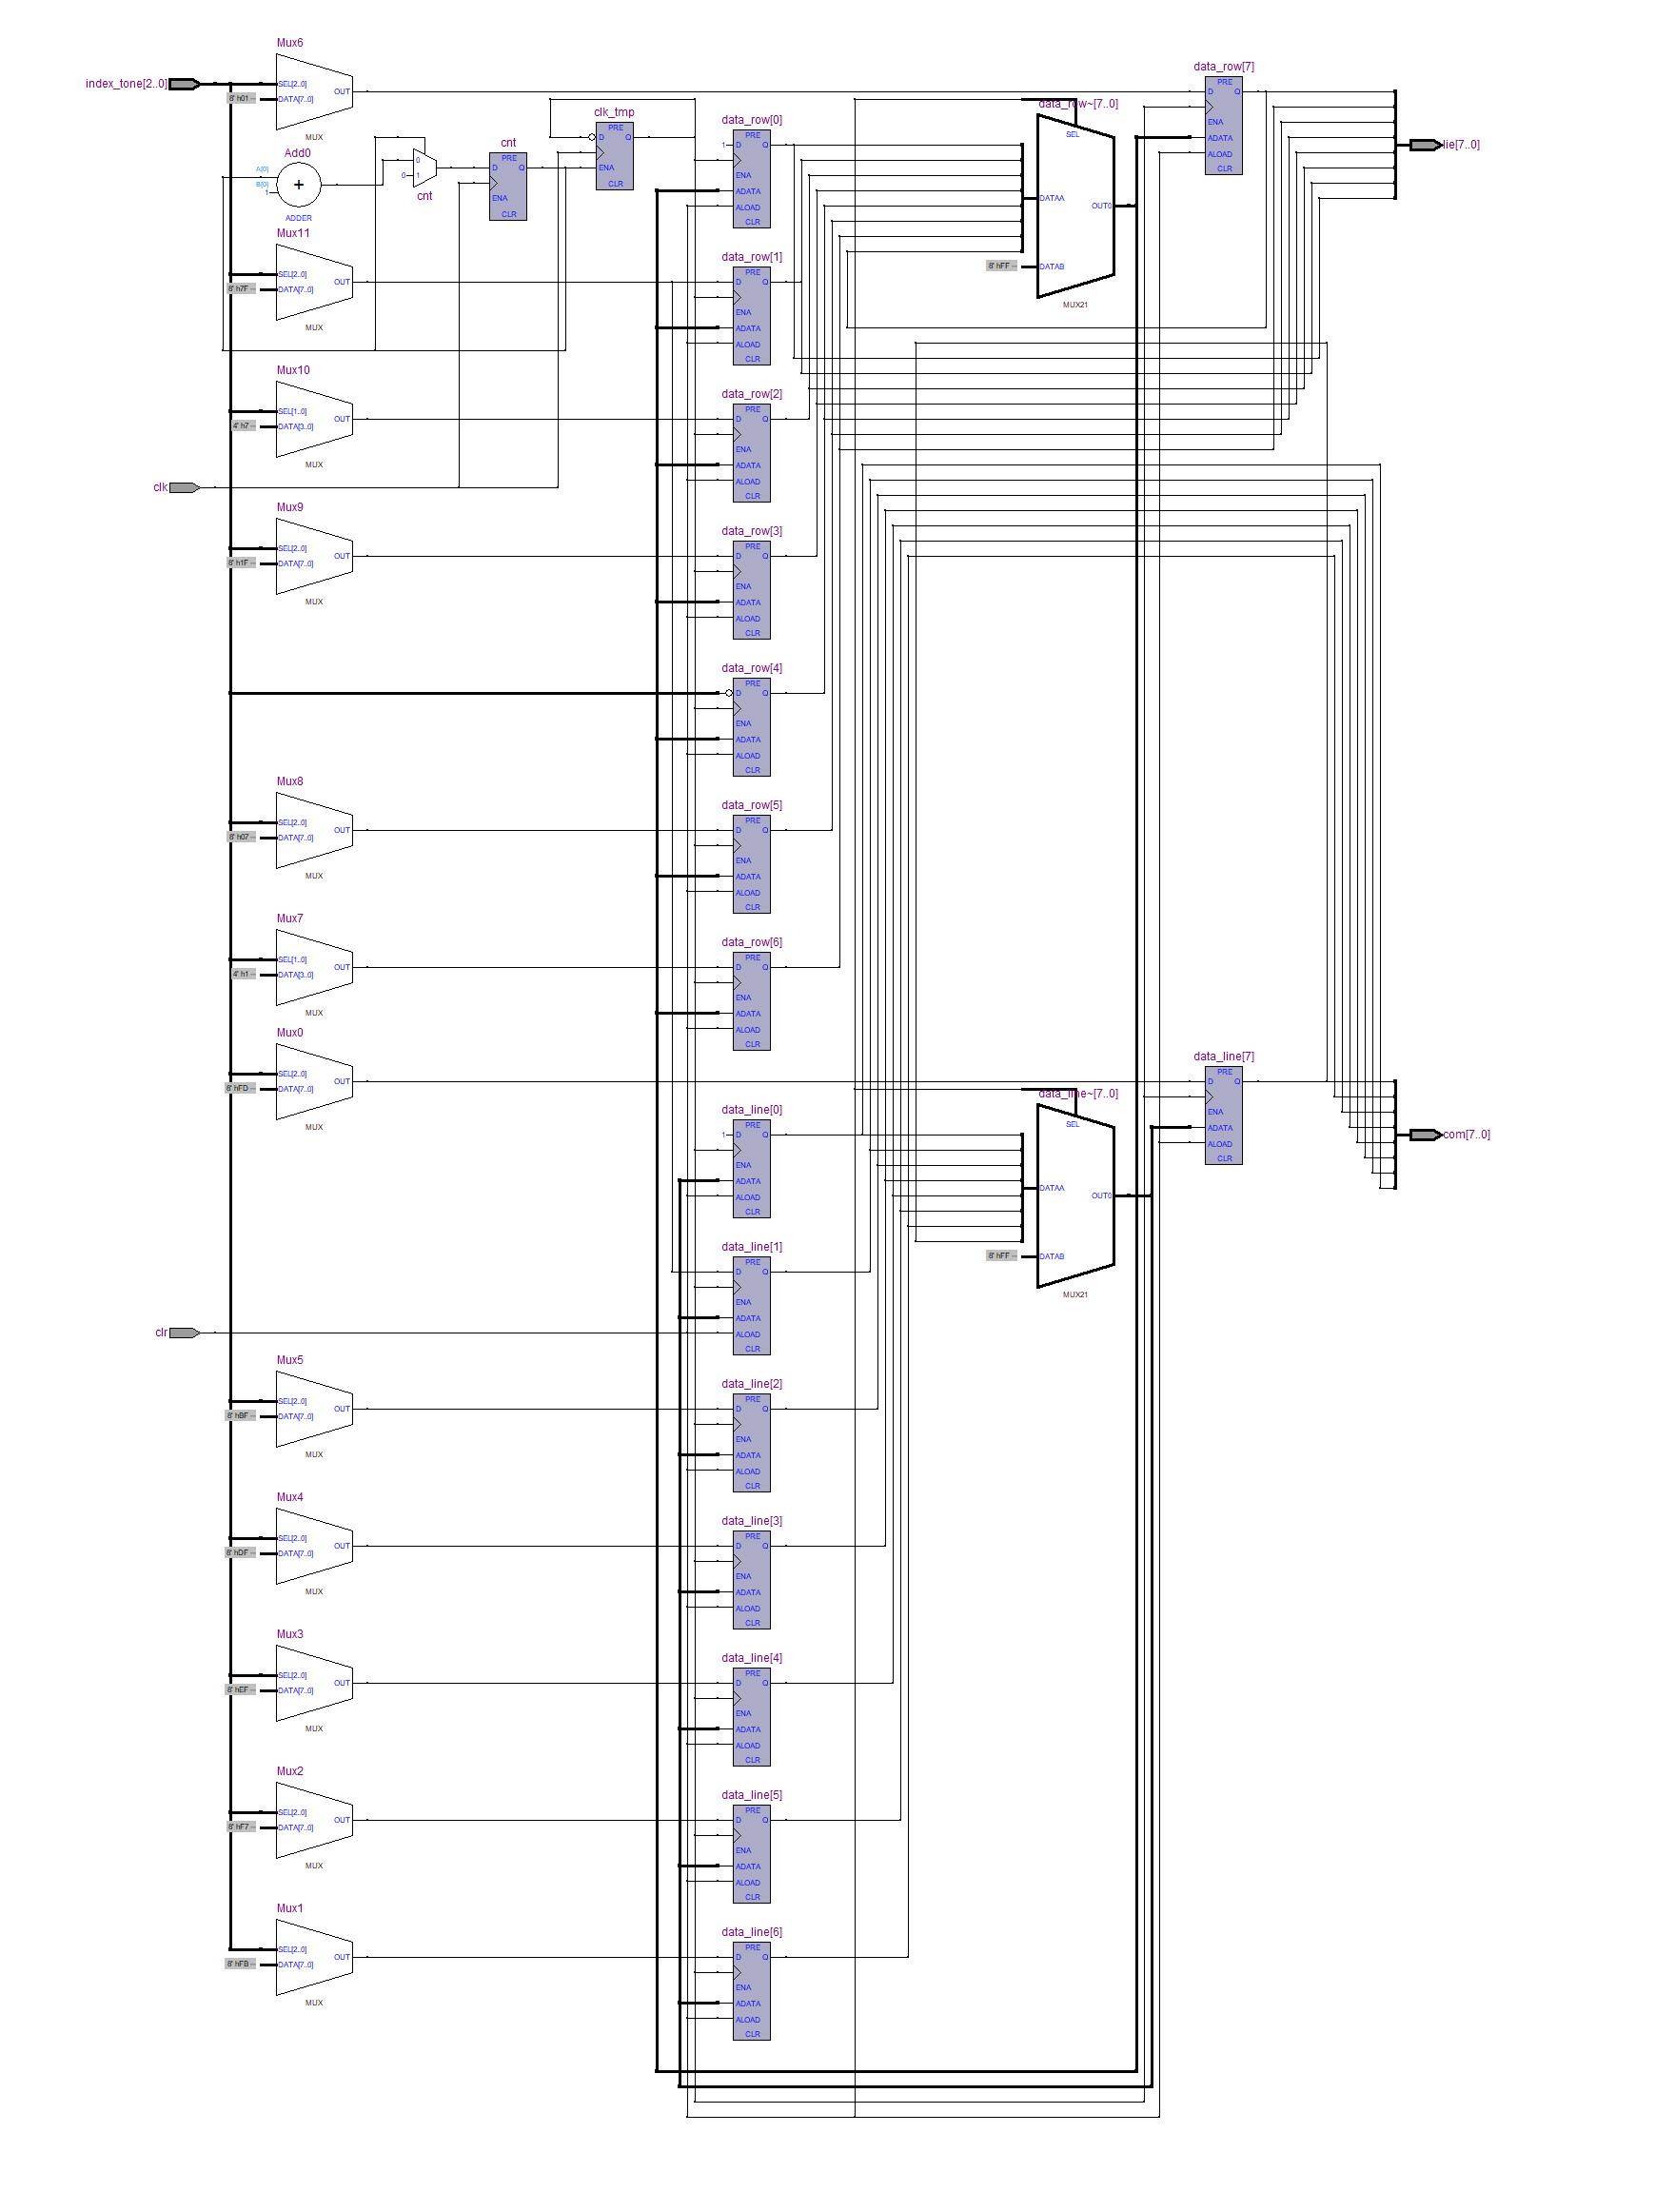 Mux6
index_tone[2..0]
SEL[2..0]
8' h01 --
DATA[7..0]
OUT
MUX
Add0
A[0]
B[0]
1
+
ADDER
cnt
0
0
1
cnt
PRE
D
Q
ENA
CLR
clk_tmp
PRE
D
Q
ENA
CLR
Mux11
SEL[2..0]
8' h7F --
DATA[7..0]
OUT
MUX
Mux10
SEL[1..0]
4' h7 --
DATA[3..0]
OUT
MUX
clk
Mux9
SEL[2..0]
8' h1F --
DATA[7..0]
OUT
MUX
Mux8
SEL[2..0]
8' h07 --
DATA[7..0]
OUT
MUX
Mux7
SEL[1..0]
4' h1 --
DATA[3..0]
OUT
MUX
Mux0
SEL[2..0]
8' hFD --
DATA[7..0]
OUT
MUX
clr
Mux5
SEL[2..0]
8' hBF --
DATA[7..0]
OUT
MUX
Mux4
SEL[2..0]
8' hDF --
DATA[7..0]
OUT
MUX
Mux3
SEL[2..0]
8' hEF --
DATA[7..0]
OUT
MUX
Mux2
SEL[2..0]
8' hF7 --
DATA[7..0]
OUT
MUX
Mux1
SEL[2..0]
8' hFB --
DATA[7..0]
OUT
MUX
data_row[0]
PRE
1
D
Q
ENA
ADATA
ALOAD
CLR
data_row[1]
PRE
D
Q
ENA
ADATA
ALOAD
CLR
data_row[2]
PRE
D
Q
ENA
ADATA
ALOAD
CLR
data_row[3]
PRE
D
Q
ENA
ADATA
ALOAD
CLR
data_row[4]
PRE
D
Q
ENA
ADATA
ALOAD
CLR
data_row[5]
PRE
D
Q
ENA
ADATA
ALOAD
CLR
data_row[6]
PRE
D
Q
ENA
ADATA
ALOAD
CLR
data_line[0]
PRE
1
D
Q
ENA
ADATA
ALOAD
CLR
data_line[1]
PRE
D
Q
ENA
ADATA
ALOAD
CLR
data_line[2]
PRE
D
Q
ENA
ADATA
ALOAD
CLR
data_line[3]
PRE
D
Q
ENA
ADATA
ALOAD
CLR
data_line[4]
PRE
D
Q
ENA
ADATA
ALOAD
CLR
data_line[5]
PRE
D
Q
ENA
ADATA
ALOAD
CLR
data_line[6]
PRE
D
Q
ENA
ADATA
ALOAD
CLR
data_row~[7..0]
SEL
DATAA
OUT0
8' hFF --
DATAB
MUX21
data_row[7]
PRE
D
Q
ENA
ADATA
ALOAD
CLR
lie[7..0]
data_line~[7..0]
SEL
DATAA
OUT0
8' hFF --
DATAB
MUX21
data_line[7]
PRE
D
Q
ENA
ADATA
ALOAD
CLR
com[7..0]